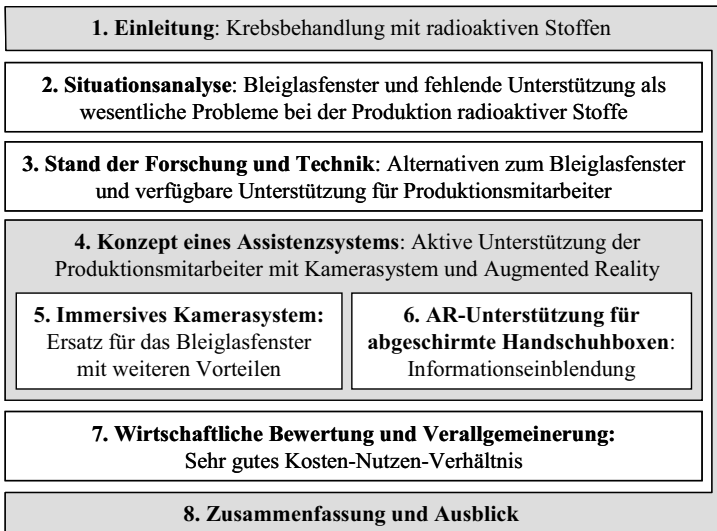 1. Einleitung: Krebsbehandlung mit radioaktiven Stoffen
2. Situationsanalyse: Bleiglasfenster und fehlende Unterstützung als
wesentliche Probleme bei der Produktion radioaktiver Stoffe
3. Stand der Forschung und Technik: Alternativen zum Bleiglasfenster
und verfügbare Unterstützung für Produktionsmitarbeiter
4. Konzept eines Assistenzsystems: Aktive Unterstützung der
Produktionsmitarbeiter mit Kamerasystem und Augmented Reality
5. Immersives Kamerasystem:
Ersatz für das Bleiglasfenster
mit weiteren Vorteilen
6. AR-Unterstützung für
abgeschirmte Handschuhboxen:
Informationseinblendung
7. Wirtschaftliche Bewertung und Verallgemeinerung:
Sehr gutes Kosten-Nutzen-Verhältnis
8. Zusammenfassung und Ausblick